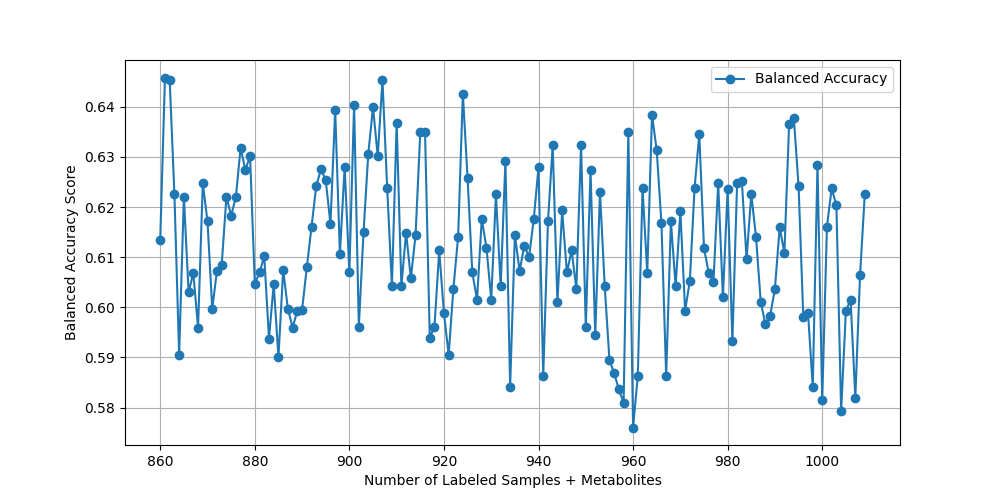 Balanced Accuracy
0.64
0.63
0.62
0.61
0.60
0.59
0.58
Balanced Accuracy Score
860 880 900 920 940 960 980 1000
Number of Labeled Samples + Metabolites